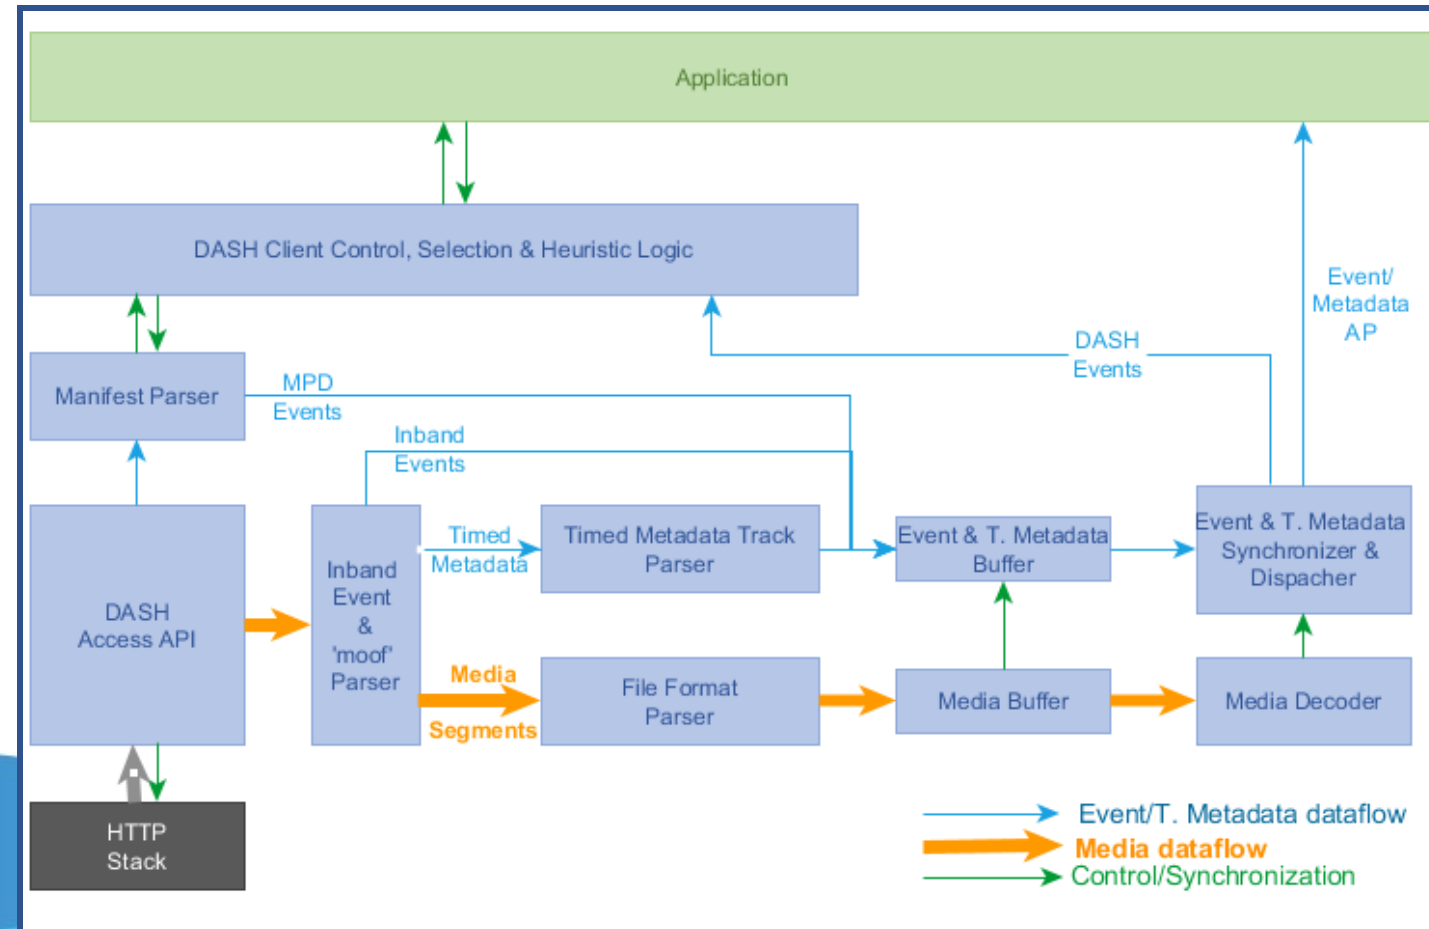 Application
DASH Client Control, Selection & Heuristic Logic
Event/
Metadata
AP
DASH
Events
Manifest Parser
MPD
Events
Inband
Events
DASH
Access API
Inband
Event
&
'moof'
Parser
Timed
Metadata
Timed Metadata Track
Parser
Event & T. Metadata
Buffer
Event & T. Metadata
Synchronizer &
Dispacher
Media
Segments
File Format
Parser
Media Buffer
Media Decoder
HTTP
Stack
Event/T. Metadata dataflow
Media dataflow
Control/Synchronization